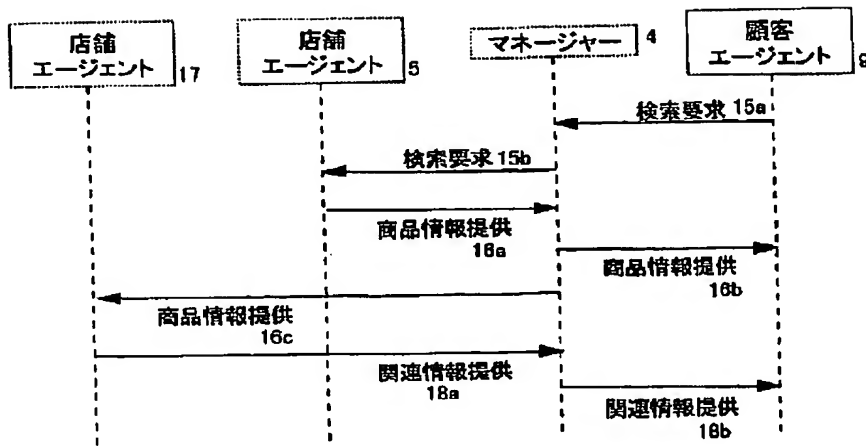 店舗
エージェント 17
店舗
エージェント 5
マネージャー 4
顧客
エージェント 9
検索要求 15a
検索要求 15b
商品情報提供
16a
商品情報提供
16b
商品情報提供
16c
関連情報提供
18a
関連情報提供
18b